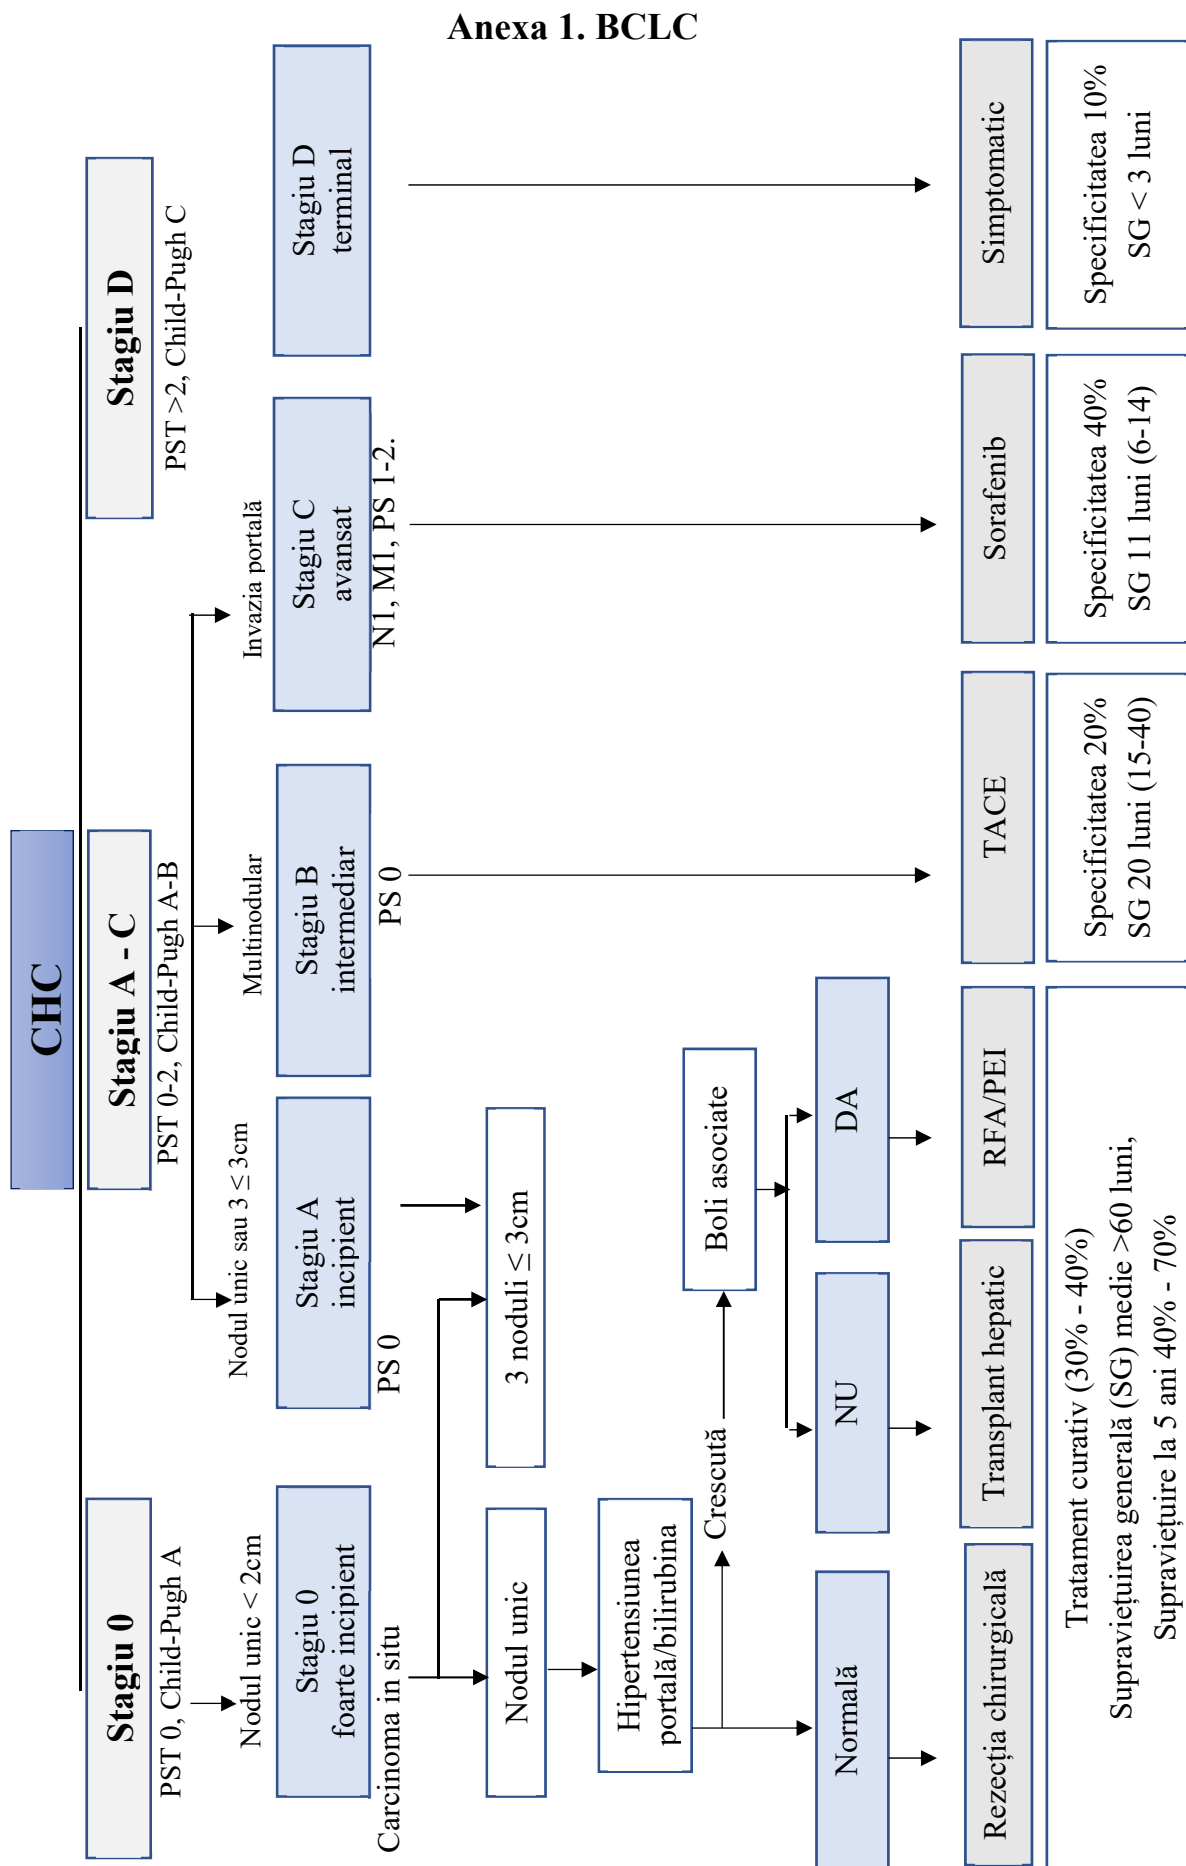 Anexa 1. BCLC
CHC
Stagiu 0
PST 0, Child-Pugh A
Stagiu A - C
PST 0-2, Child-Pugh A-B
Stagiu D
PST >2, Child-Pugh C
Nodul unic < 2cm
Nodul unic sau 3 ≤ 3cm
Multinodular
Invazia portală
Stagiu 0
foarte incipient
Carcinoma in situ
Stagiu A
incipient
PS 0
Stagiu B
intermediar
PS 0
Stagiu C
avansat
N1, M1, PS 1-2.
Stagiu D
terminal
Nodul unic
3 noduli ≤ 3cm
Hipertensiunea
portală/bilirubina
Crescută
Boli asociate
Normală
NU
DA
Rezecția chirurgicală
Transplant hepatic
RFA/PEI
TACE
Sorafenib
Simptomatic
Tratament curativ (30% - 40%)
Supraviețuirea generală (SG) medie >60 luni,
Supraviețuire la 5 ani 40% - 70%
Specificitatea 20%
SG 20 luni (15-40)
Specificitatea 40%
SG 11 luni (6-14)
Specificitatea 10%
SG < 3 luni